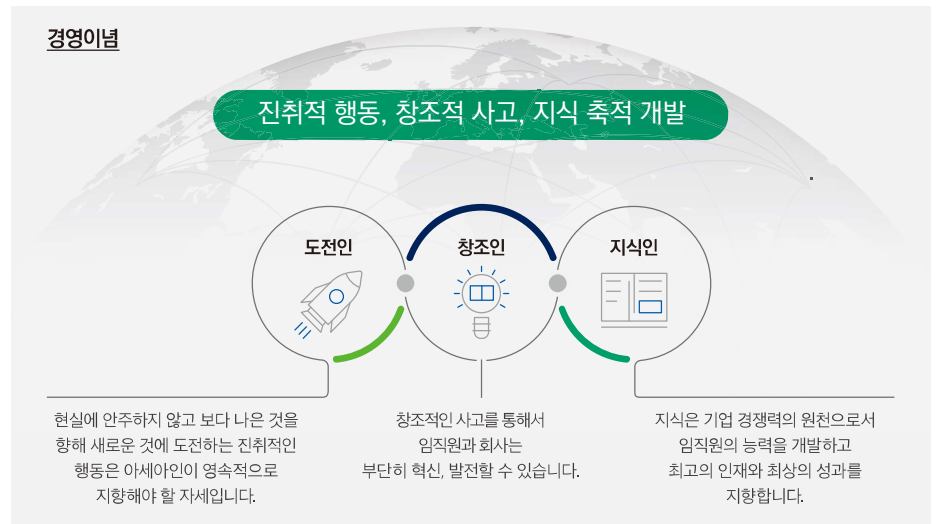 경영이념
진취적 행동, 창조적 사고, 지식 축적 개발
도전인
창조인
지식인
현실에 안주하지 않고 보다 나은 것을
향해 새로운 것에 도전하는 진취적인
행동은 아세아인이 영속적으로
지향해야 할 자세입니다.
창조적인 사고를 통해서
임직원과 회사는
부단히 혁신, 발전할 수 있습니다.
지식은 기업 경쟁력의 원천으로서
임직원의 능력을 개발하고
최고의 인재와 최상의 성과를
지향합니다.